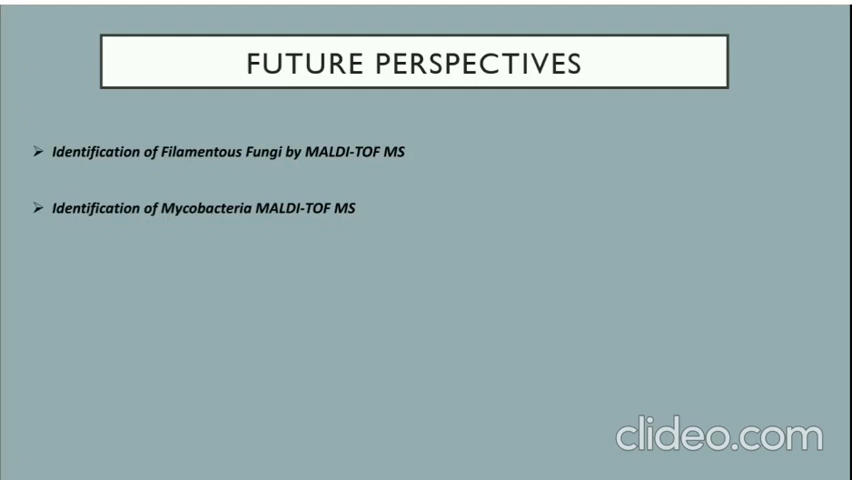 FUTURE PERSPECTIVES
➢ Identification of Filamentous Fungi by MALDI-TOF MS
➢ Identification of Mycobacteria MALDI-TOF MS
clideo.com